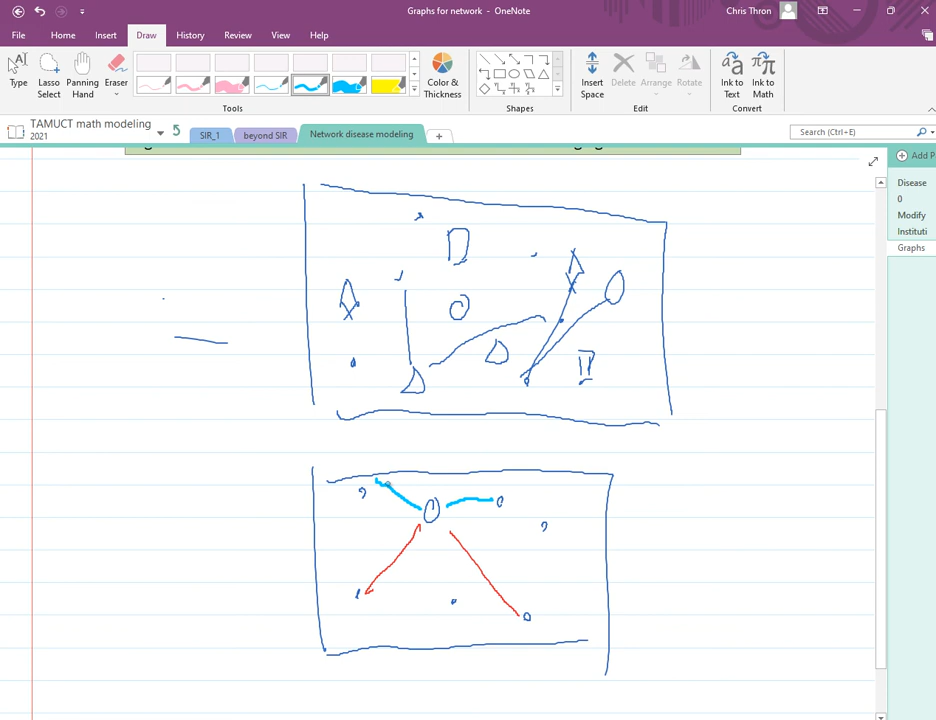 Graphs for network - OneNote
Chris Thron
File Home Insert Draw History Review View Help
Type
Lasso Select
Panning Hand
Eraser
Color & Thickness
Insert Space
Delete
Arrange
Rotate
Ink to Text
Ink to Math
Tools
Shapes
Edit
Convert
TAMUCT math modeling 2021
SIR_1
beyond SIR
Network disease modeling
Search (Ctrl+E)
Add P
Disease
0
Modify
Instituti
Graphs